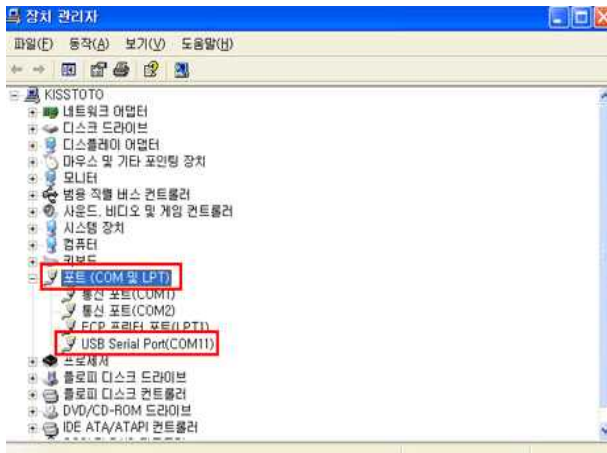 장치 관리자
파일(F) 동작(A) 보기(V) 도움말(H)
KISSTOTO
네트워크 어댑터
디스크 드라이브
디스플레이 어댑터
마우스 및 기타 포인팅 장치
모니터
범용 직렬 버스 컨트롤러
사운드, 비디오 및 게임 컨트롤러
시스템 장치
컴퓨터
키보드
포트 (COM 및 LPT)
통신 포트(COM1)
통신 포트(COM2)
ECP 프린터 포트(LPT1)
USB Serial Port(COM11)
프로세서
플로피 디스크 드라이브
플로피 디스크 컨트롤러
DVD/CD-ROM 드라이브
IDE ATA/ATAPI 컨트롤러